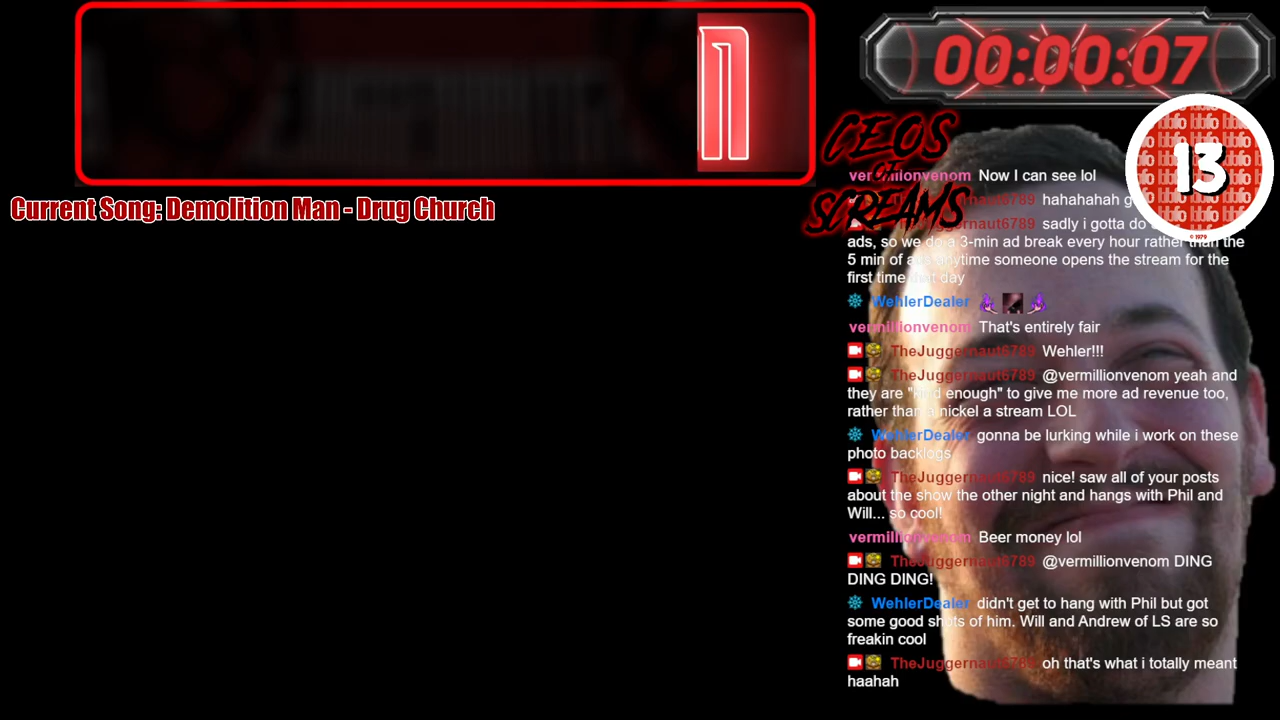 00:00:07
CEOS
OF
SCREAMS
13
© 1979
Current Song: Demolition Man - Drug Church
vermillionvenom Now I can see lol
hahahahah
TheJuggernaut6789 sadly i gotta do
ads, so we do a 3-min ad break every hour rather than the
5 min of ads anytime someone opens the stream for the
first time that day
WehlerDealer
vermillionvenom That's entirely fair
TheJuggernaut6789 Wehler!!!
TheJuggernaut6789 @vermillionvenom yeah and
they are "kind enough" to give me more ad revenue too,
rather than a nickel a stream LOL
WehlerDealer gonna be lurking while i work on these
photo backlogs
TheJuggernaut6789 nice! saw all of your posts
about the show the other night and hangs with Phil and
Will... so cool!
vermillionvenom Beer money lol
TheJuggernaut6789 @vermillionvenom DING
DING DING!
WehlerDealer didn't get to hang with Phil but got
some good shots of him. Will and Andrew of LS are so
freakin cool
TheJuggernaut6789 oh that's what i totally meant
haahah